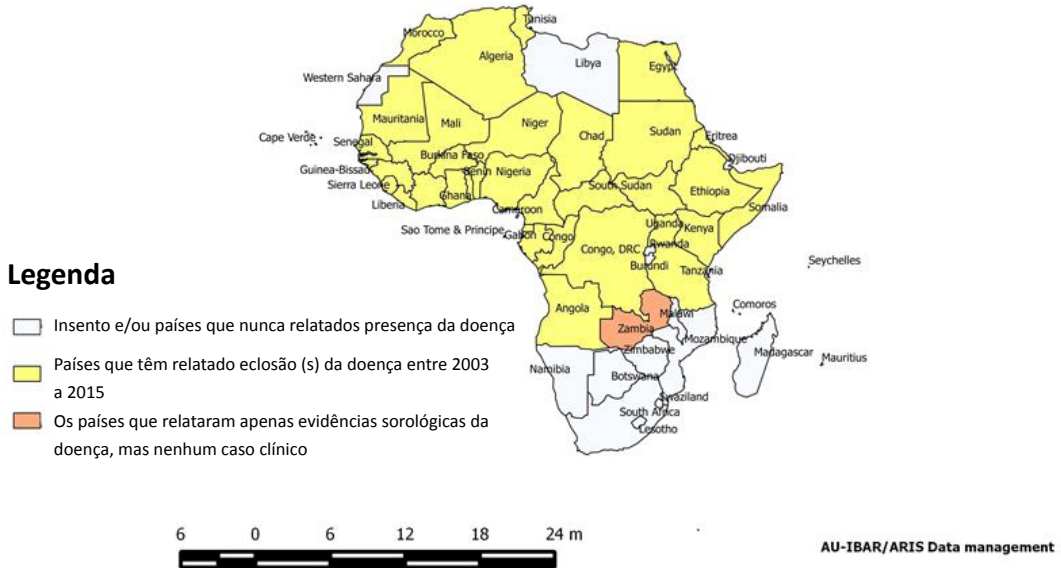 Tunisia
Morocco
Algeria
Libya
Egypt
Western Sahara
Mauritania
Mali
Niger
Chad
Sudan
Eritrea
Cape Verde
Senegal
Burkina Faso
Djibouti
Guinea-Bissau
Benin Nigeria
South Sudan
Ethiopia
Sierra Leone
Ghana
Liberia
Cameroon
Somalia
Sao Tome & Principe
Gabon
Congo
Uganda
Kenya
Congo, DRC
Rwanda
Burundi
Tanzania
Seychelles
Legenda
Angola
Comoros
Insento e/ou países que nunca relatados presença da doença
Zambia
Malawi
Mozambique
Zimbabwe
Madagascar
Mauritius
Países que têm relatado eclosão (s) da doença entre 2003
a 2015
Namibia
Botswana
Swaziland
Os países que relataram apenas evidências sorológicas da
doença, mas nenhum caso clínico
South Africa
Lesotho
6 0 6 12 18 24 m
AU-IBAR/ARIS Data management